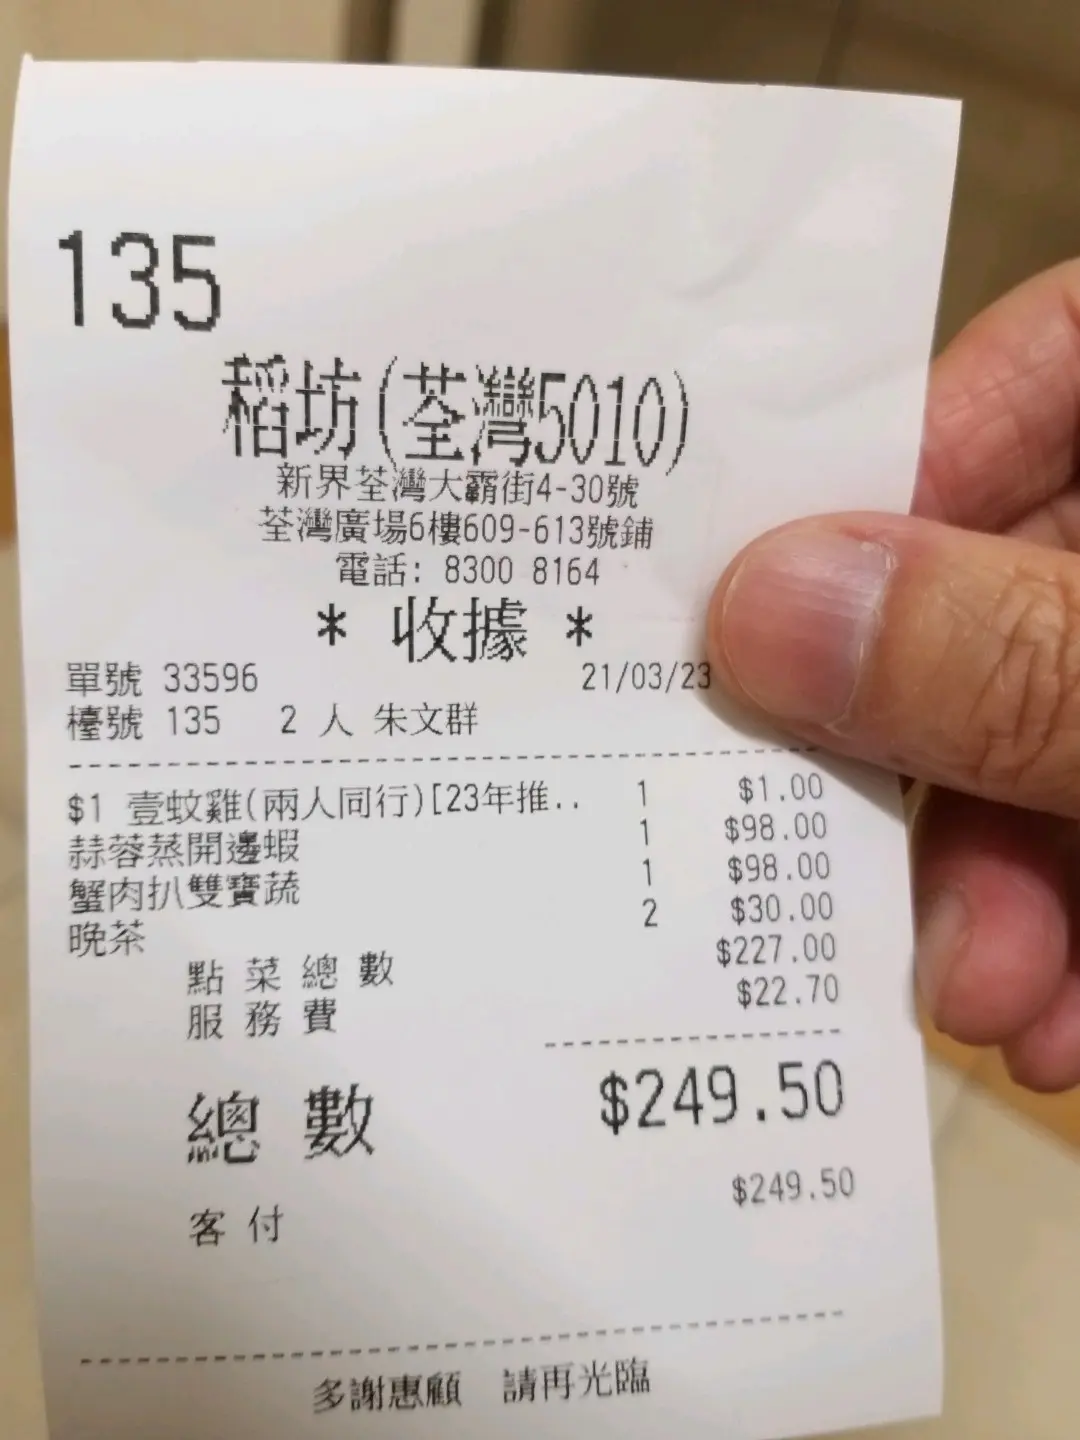 135
稻坊(荃灣5010)
新界荃灣大霸街4-30號
荃灣廣場6樓609-613號鋪
電話: 8300 8164
* 收據 *
單號 33596 21/03/23
檯號 135 2 人 朱文群
$1 壹蚊雞(兩人同行)[23年推.. 1 $1.00
蒜蓉蒸開邊蝦 1 $98.00
蟹肉扒雙寶蔬 1 $98.00
晚茶 2 $30.00
點菜總數 $227.00
服務費 $22.70
總數 $249.50
客付 $249.50
多謝惠顧 請再光臨